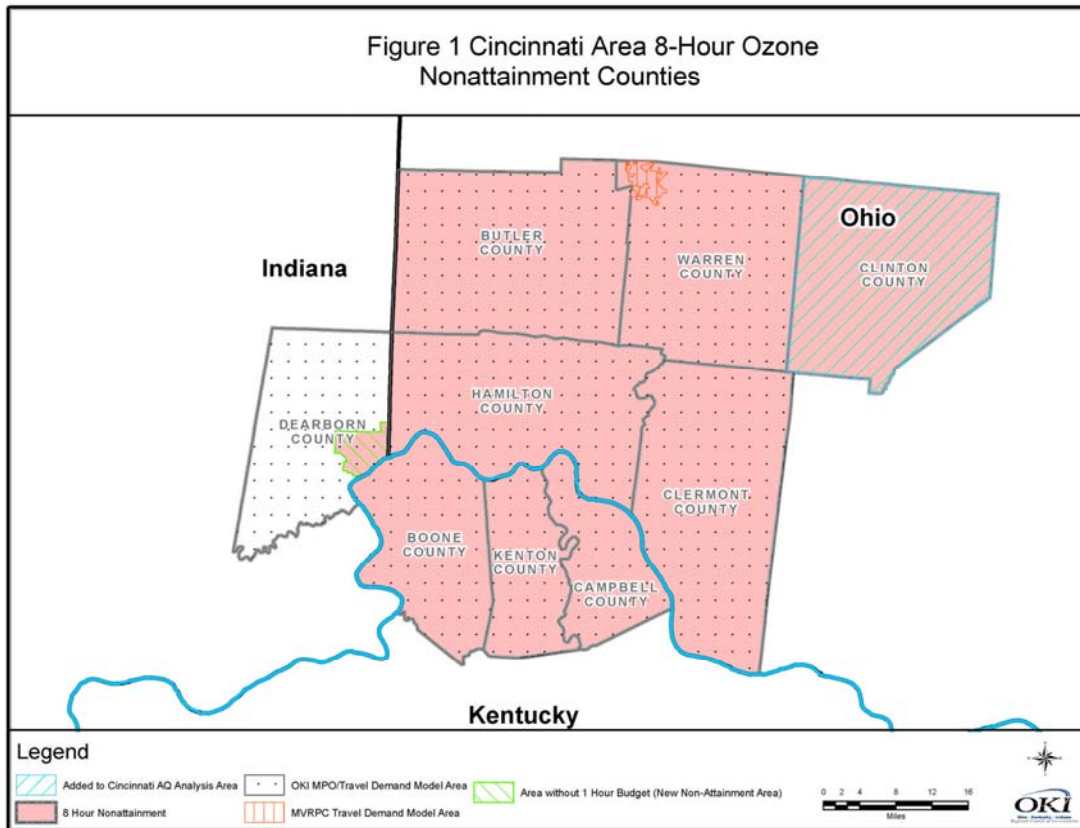 Figure 1 Cincinnati Area 8-Hour Ozone
Nonattainment Counties
Ohio
Indiana
Kentucky
BUTLER
COUNTY
WARREN
COUNTY
CLINTON
COUNTY
HAMILTON
COUNTY
DEARBORN
COUNTY
CLERMONT
COUNTY
BOONE
COUNTY
KENTON
COUNTY
CAMPBELL
COUNTY
Legend
Added to Cincinnati AQ Analysis Area
8 Hour Nonattainment
OKI MPO/Travel Demand Model Area
MVRPC Travel Demand Model Area
Area without 1 Hour Budget (New Non-Attainment Area)
0 2 4 8 12 16
Miles
OKI
Ohio Kentucky Indiana